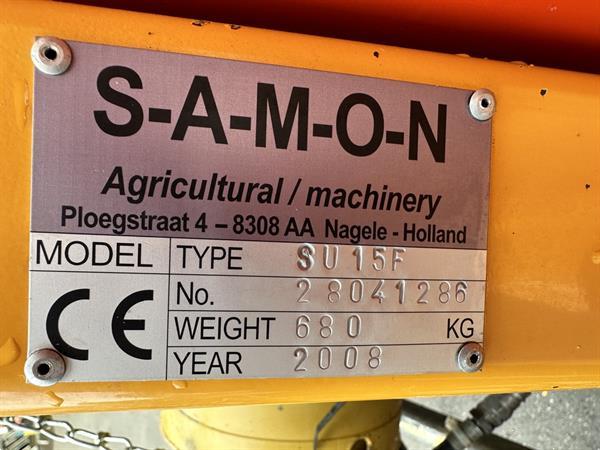 S-A-M-O-N
Agricultural / machinery
Ploegstraat 4 – 8308 AA Nagele - Holland
MODEL TYPE SU15F
No. 28041286
WEIGHT 680 KG
YEAR 2008
CE